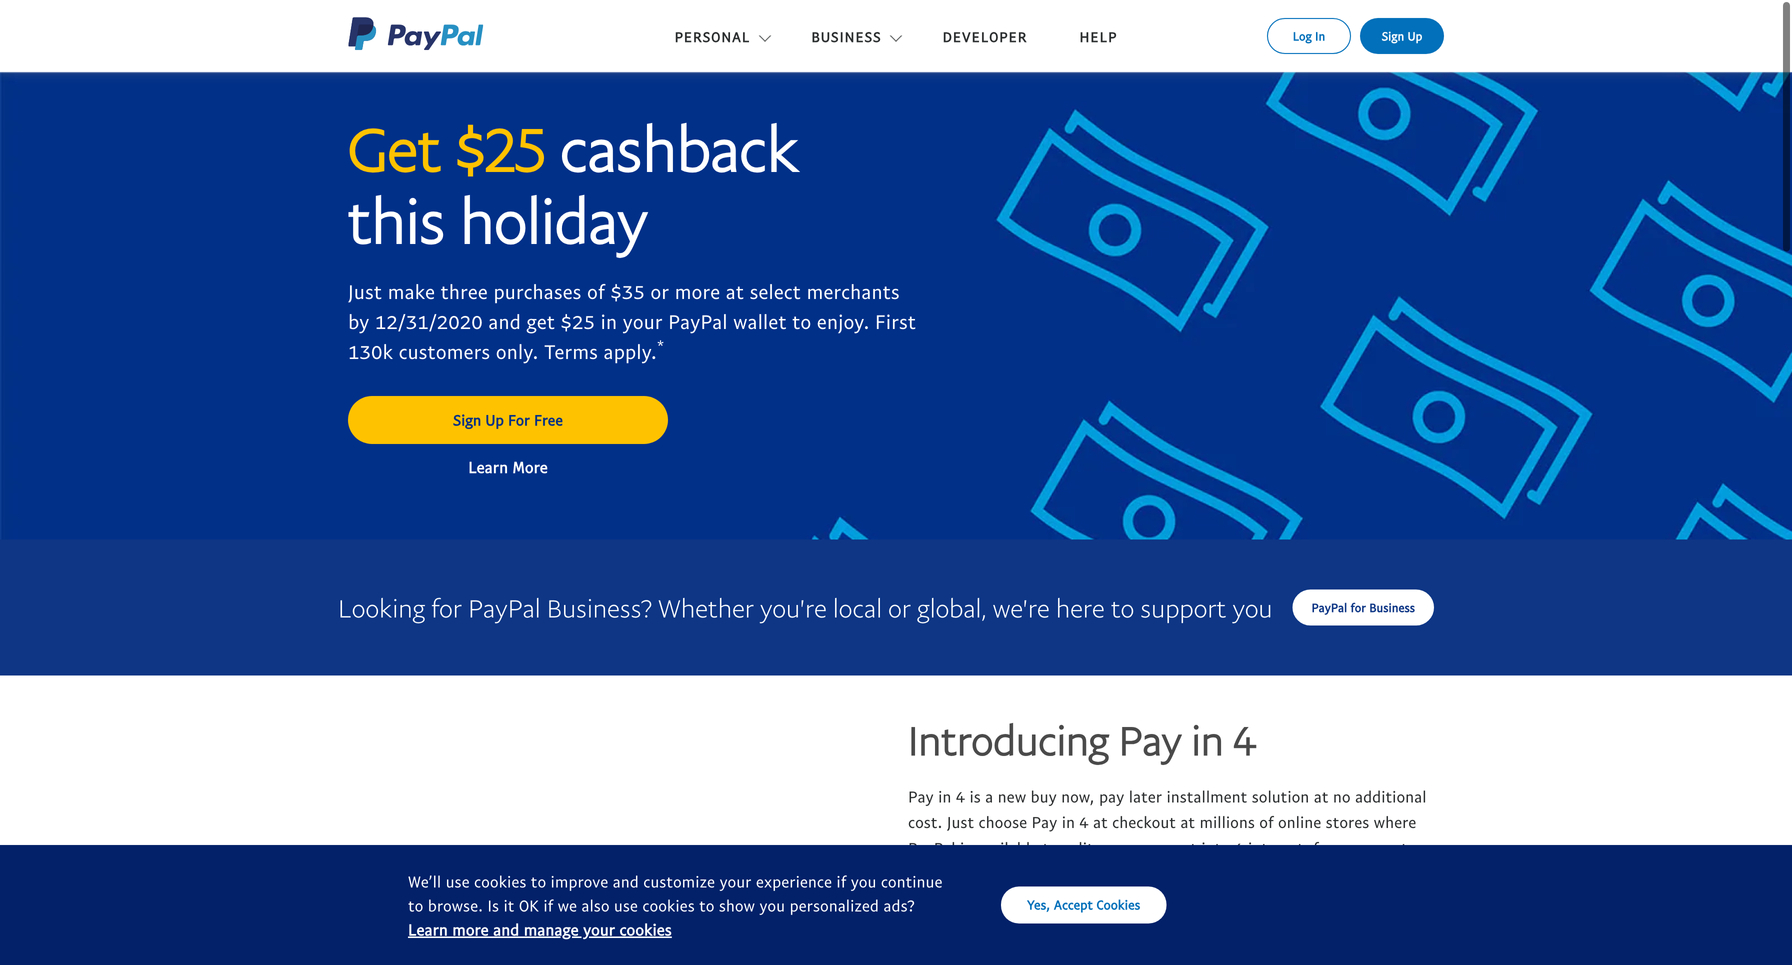 PayPal
PERSONAL
BUSINESS
DEVELOPER
HELP
Log In
Sign Up
Get $25 cashback
this holiday
Just make three purchases of $35 or more at select merchants
by 12/31/2020 and get $25 in your PayPal wallet to enjoy. First
130k customers only. Terms apply.*
Sign Up For Free
Learn More
Looking for PayPal Business? Whether you're local or global, we're here to support you
PayPal for Business
Introducing Pay in 4
Pay in 4 is a new buy now, pay later installment solution at no additional
cost. Just choose Pay in 4 at checkout at millions of online stores where
We'll use cookies to improve and customize your experience if you continue
to browse. Is it OK if we also use cookies to show you personalized ads?
Learn more and manage your cookies
Yes, Accept Cookies